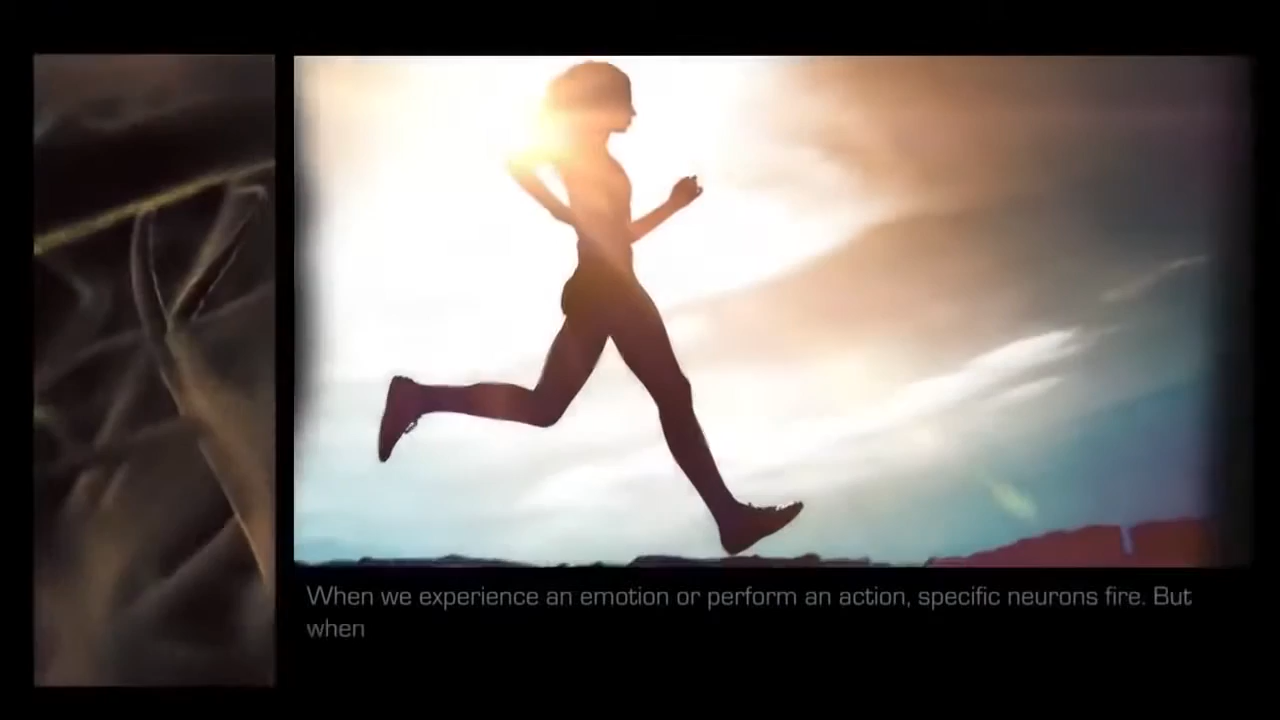 When we experience an emotion or perform an action, specific neurons fire. But
when